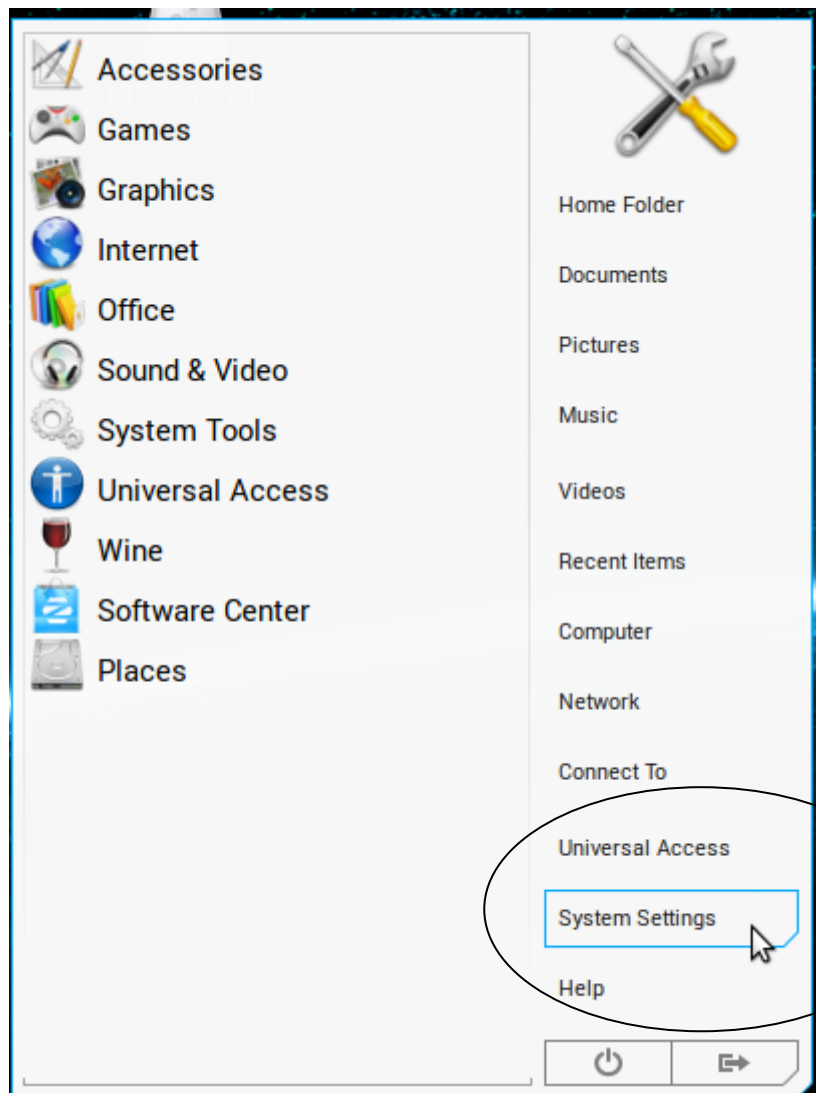 Accessories
Games
Graphics
Internet
Office
Sound & Video
System Tools
Universal Access
Wine
Software Center
Places
Home Folder
Documents
Pictures
Music
Videos
Recent Items
Computer
Network
Connect To
Universal Access
System Settings
Help